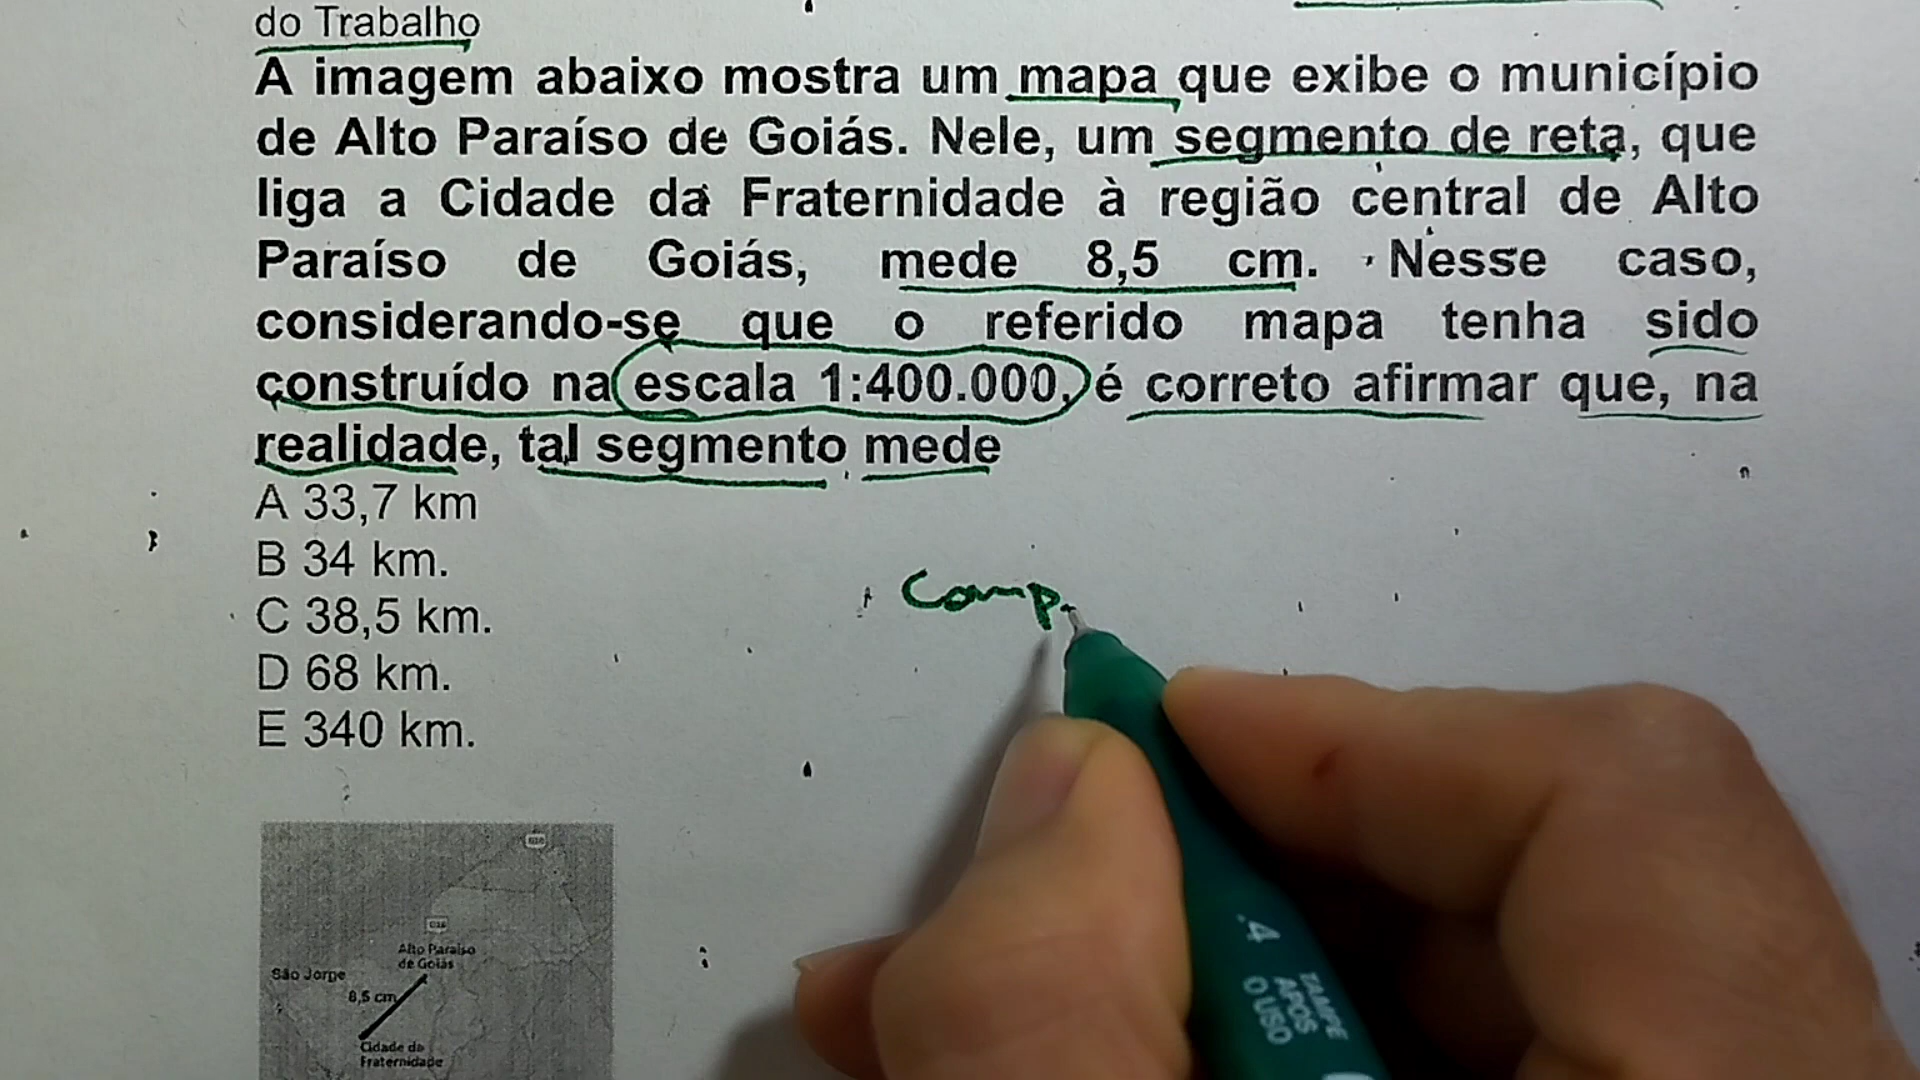 do Trabalho
A imagem abaixo mostra um mapa que exibe o município
de Alto Paraíso de Goiás. Nele, um segmento de reta, que
liga a Cidade da Fraternidade à região central de Alto
Paraíso de Goiás, mede 8,5 cm. Nesse caso,
considerando-se que o referido mapa tenha sido
construído na escala 1:400.000, é correto afirmar que, na
realidade, tal segmento mede
A 33,7 km
B 34 km.
C 38,5 km.
D 68 km.
E 340 km.
Comp.
Alto Paraíso
de Goiás
São Jorge
8,5 cm
Cidade da
Fraternidade
.4
TAMPE
APÓS
O USO